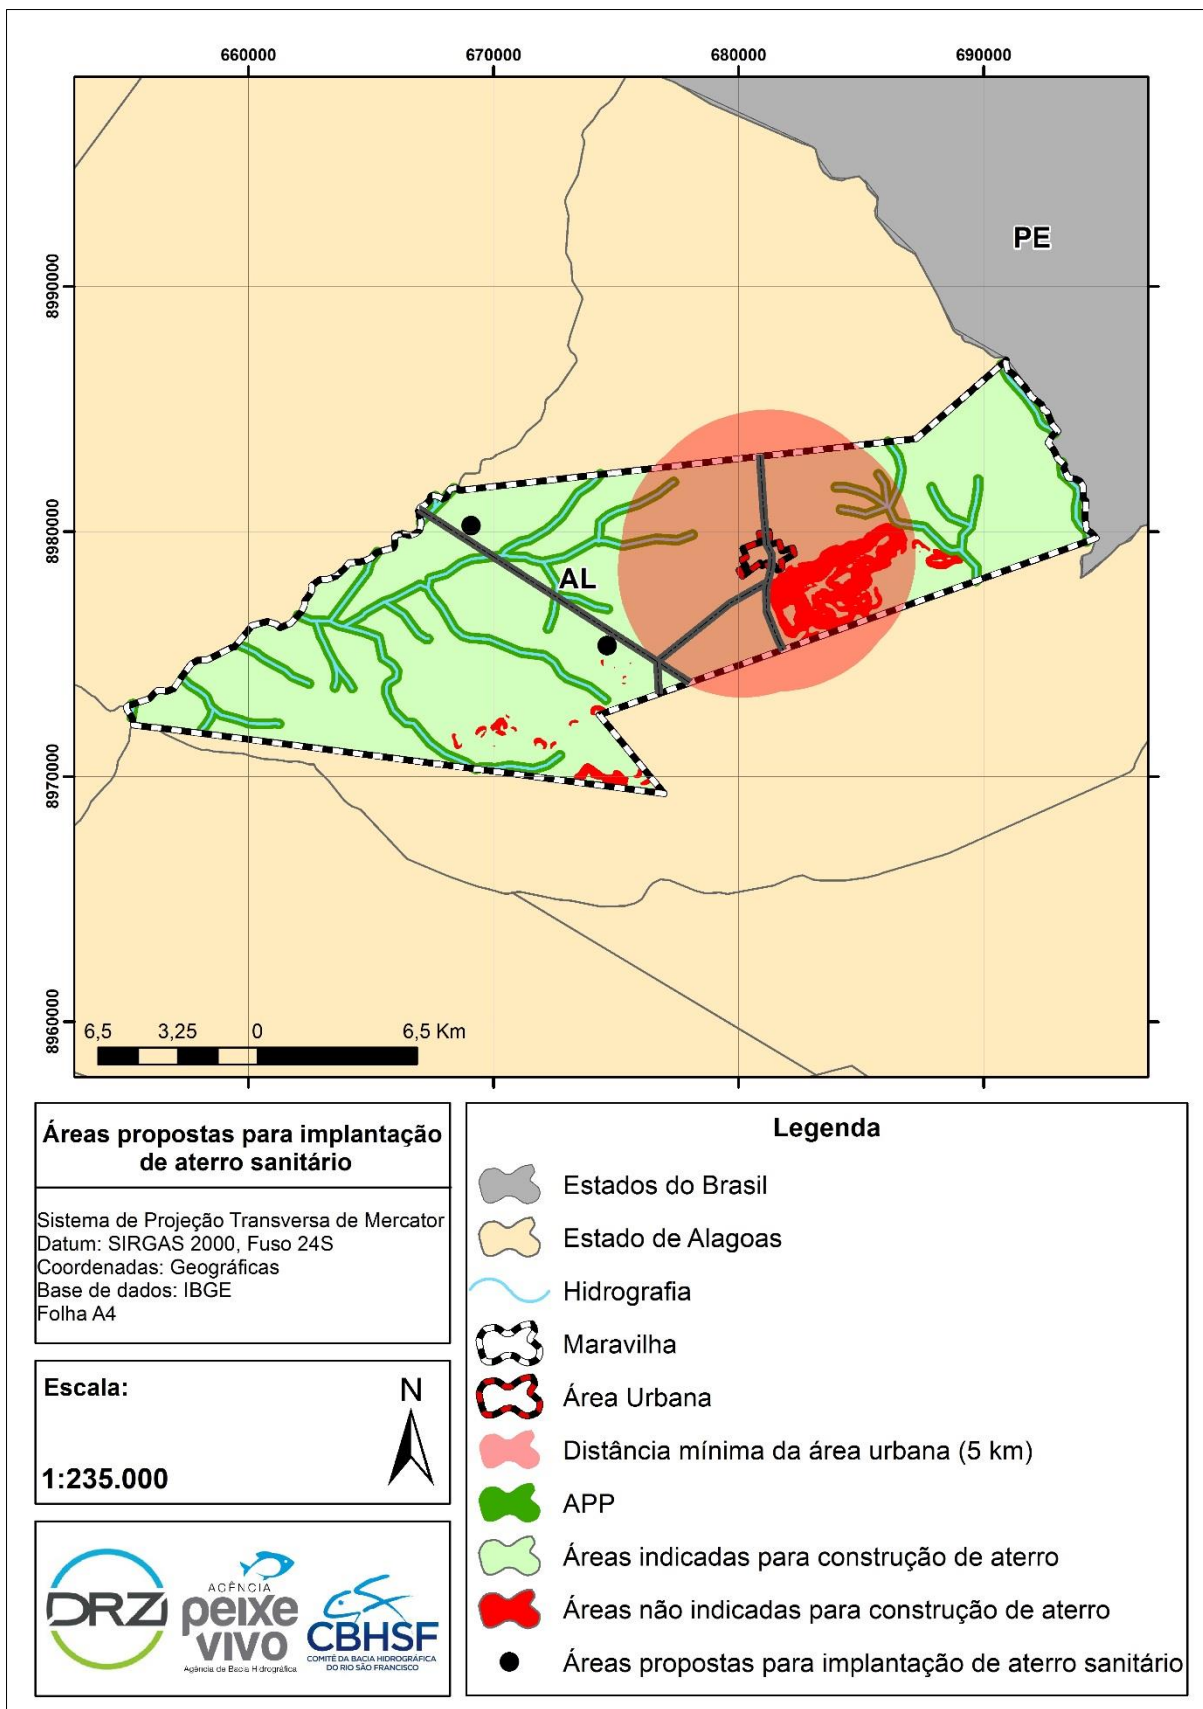 660000
670000
680000
690000
PE
8990000
8980000
AL
8970000
8960000
6,5
3,25
0
6,5 Km
Áreas propostas para implantação
de aterro sanitário
Sistema de Projeção Transversa de Mercator
Datum: SIRGAS 2000, Fuso 24S
Coordenadas: Geográficas
Base de dados: IBGE
Folha A4
Escala:
N
1:235.000
DRZ
AGÊNCIA
peixe
vivo
Agência de Bacia Hidrográfica
CBHSF
COMITÊ DA BACIA HIDROGRÁFICA
DO RIO SÃO FRANCISCO
Legenda
Estados do Brasil
Estado de Alagoas
Hidrografia
Maravilha
Área Urbana
Distância mínima da área urbana (5 km)
APP
Áreas indicadas para construção de aterro
Áreas não indicadas para construção de aterro
Áreas propostas para implantação de aterro sanitário